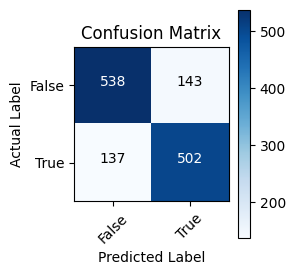 Confusion Matrix
Actual Label
False
538
143
True
137
502
False
True
Predicted Label
500
400
300
200